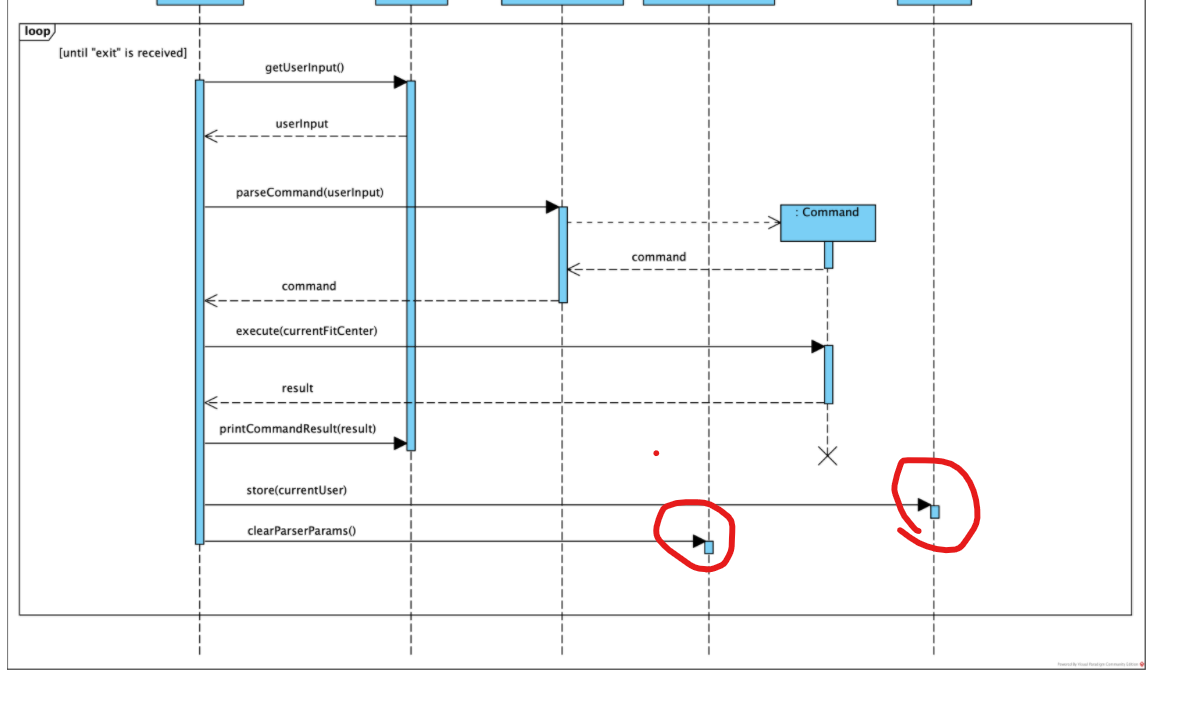 loop
[until "exit" is received]
getUserInput()
userInput
parseCommand(userInput)
: Command
command
command
execute(currentFitCenter)
result
printCommandResult(result)
store(currentUser)
clearParserParams()
Powered By Visual Paradigm Community Edition